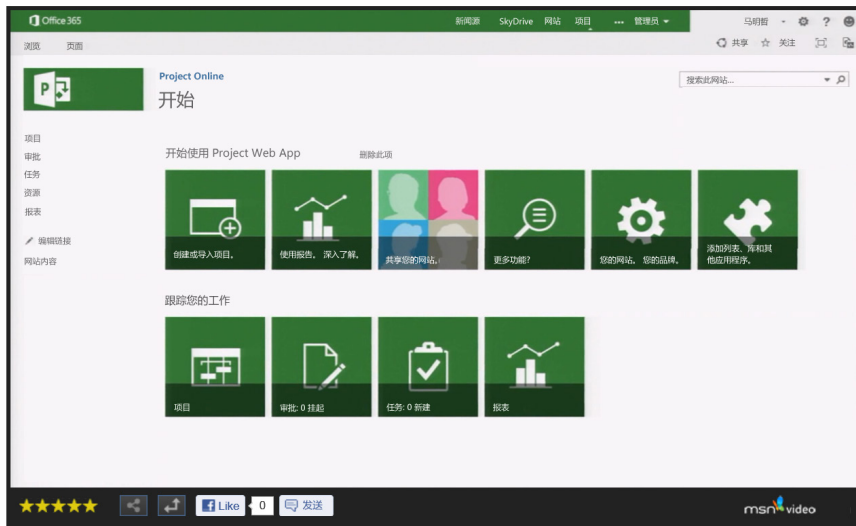 Office 365
新闻源 SkyDrive 网站 项目 ... 管理员
马明哲
?
浏览 页面
共享 关注
P
Project Online
开始
搜索此网站...
项目
审批
任务
资源
报表
编辑链接
网站内容
开始使用 Project Web App 删除此项
创建或导入项目。
使用报告。 深入了解。
共享您的网站。
更多功能?
您的网站。 您的品牌。
添加列表、库和其
他应用程序。
跟踪您的工作
项目
审批: 0 挂起
任务: 0 新建
报表
Like 0 发送
msn video